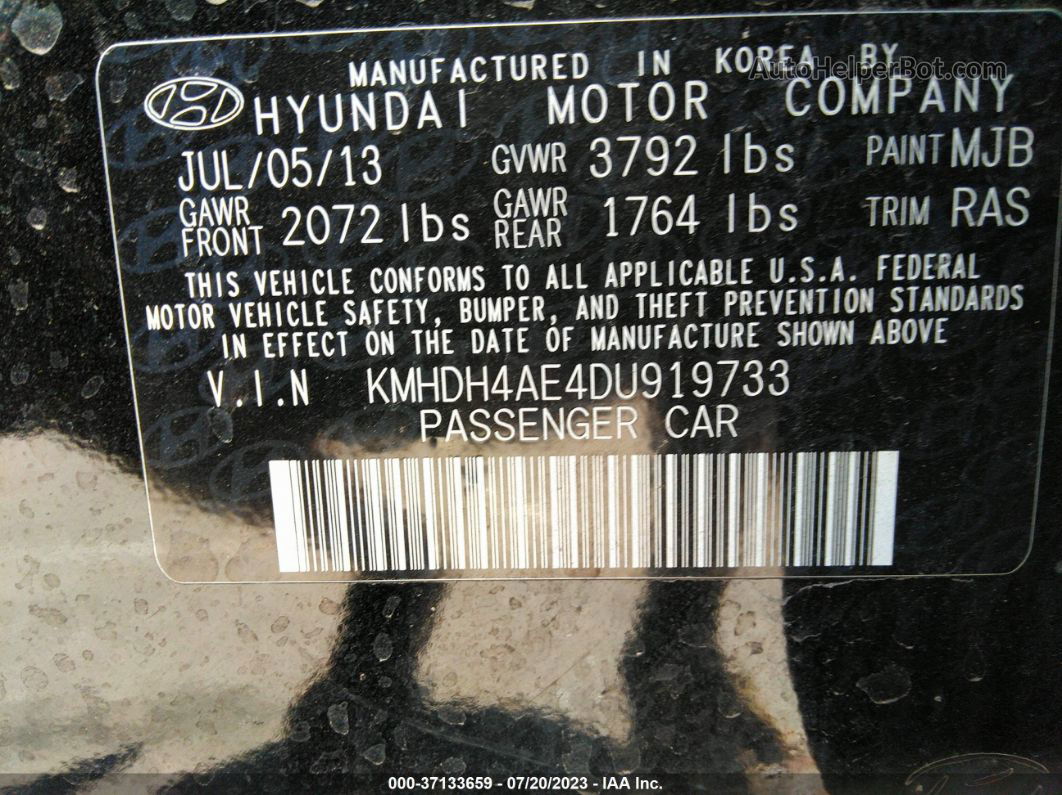 MANUFACTURED IN KOREA BY
AutoHelperBot.com
HYUNDAI MOTOR COMPANY
JUL/05/13 GVWR 3792 lbs PAINT MJB
GAWR FRONT 2072 lbs GAWR REAR 1764 lbs TRIM RAS
THIS VEHICLE CONFORMS TO ALL APPLICABLE U.S.A. FEDERAL
MOTOR VEHICLE SAFETY, BUMPER, AND THEFT PREVENTION STANDARDS
IN EFFECT ON THE DATE OF MANUFACTURE SHOWN ABOVE
V.I.N KMHDH4AE4DU919733
PASSENGER CAR
000-37133659 - 07/20/2023 - IAA Inc.